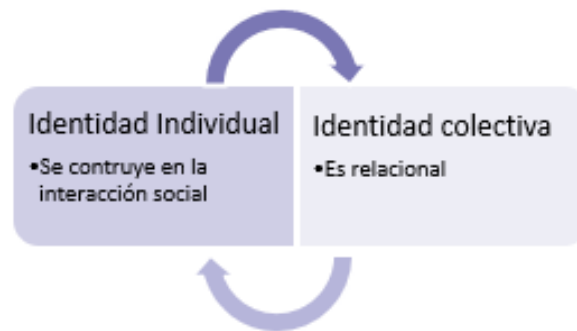 Identidad Individual
•Se contruye en la
interacción social
Identidad colectiva
•Es relacional